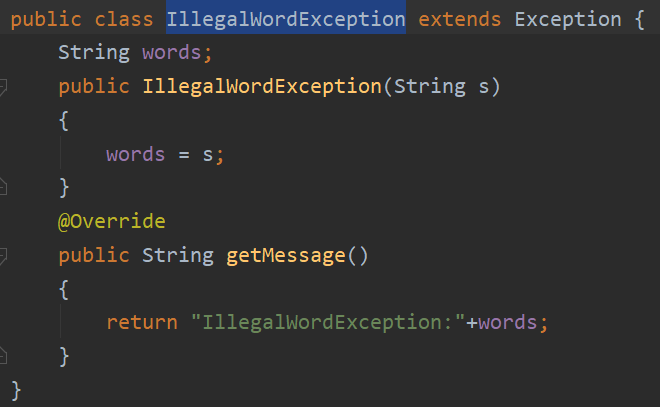 public class IllegalWordException extends Exception {
    String words;
    public IllegalWordException(String s)
    {
        words = s;
    }
    @Override
    public String getMessage()
    {
        return "IllegalWordException:"+words;
    }
}